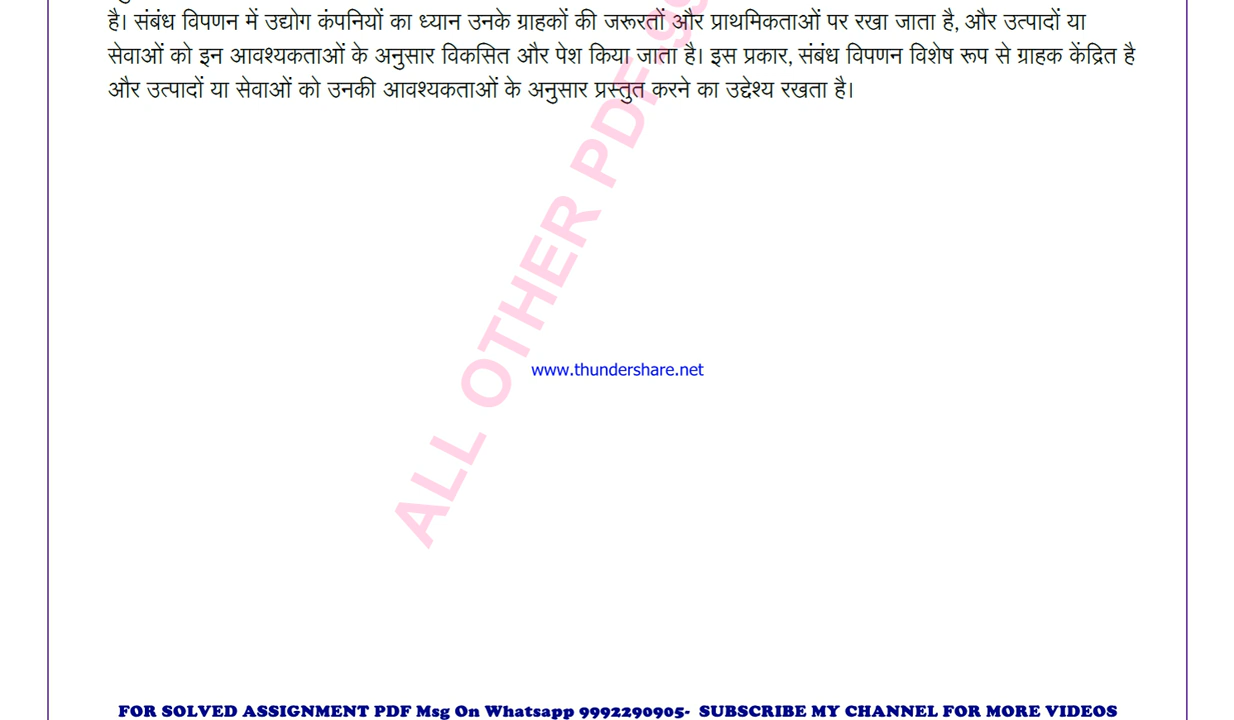 है। संबंध विपणन में उद्योग कंपनियों का ध्यान उनके ग्राहकों की जरूरतों और प्राथमिकताओं पर रखा जाता है, और उत्पादों या
सेवाओं को इन आवश्यकताओं के अनुसार विकसित और पेश किया जाता है। इस प्रकार, संबंध विपणन विशेष रूप से ग्राहक केंद्रित है
और उत्पादों या सेवाओं को उनकी आवश्यकताओं के अनुसार प्रस्तुत करने का उद्देश्य रखता है।
ALL OTHER PDF-99
www.thundershare.net
FOR SOLVED ASSIGNMENT PDF Msg On Whatsapp 9992290905- SUBSCRIBE MY CHANNEL FOR MORE VIDEOS